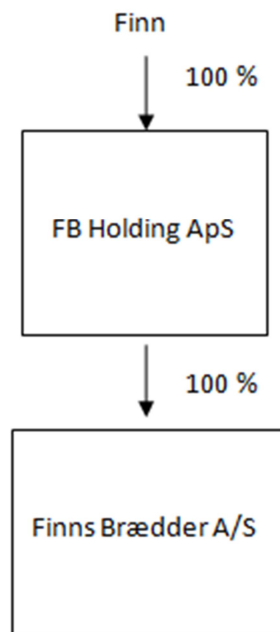 Finn
100 %
FB Holding ApS
100 %
Finns Brædder A/S